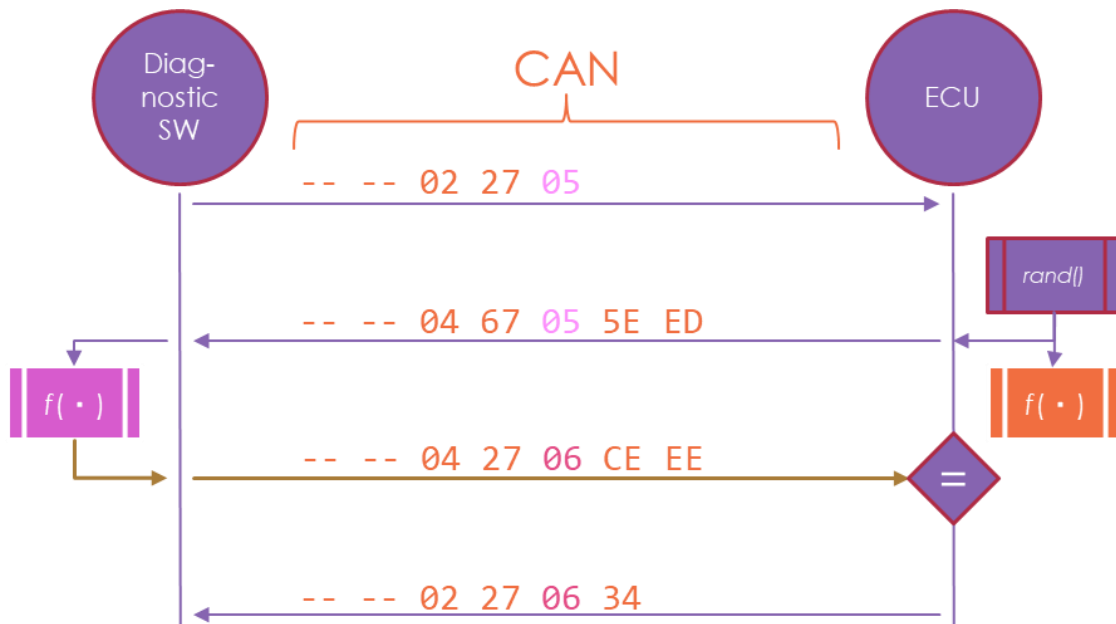 Diag-
nostic
SW
CAN
ECU
-- -- 02 27 05
rand()
-- -- 04 67 05 5E ED
f( · )
f( · )
-- -- 04 27 06 CE EE
=
-- -- 02 27 06 34